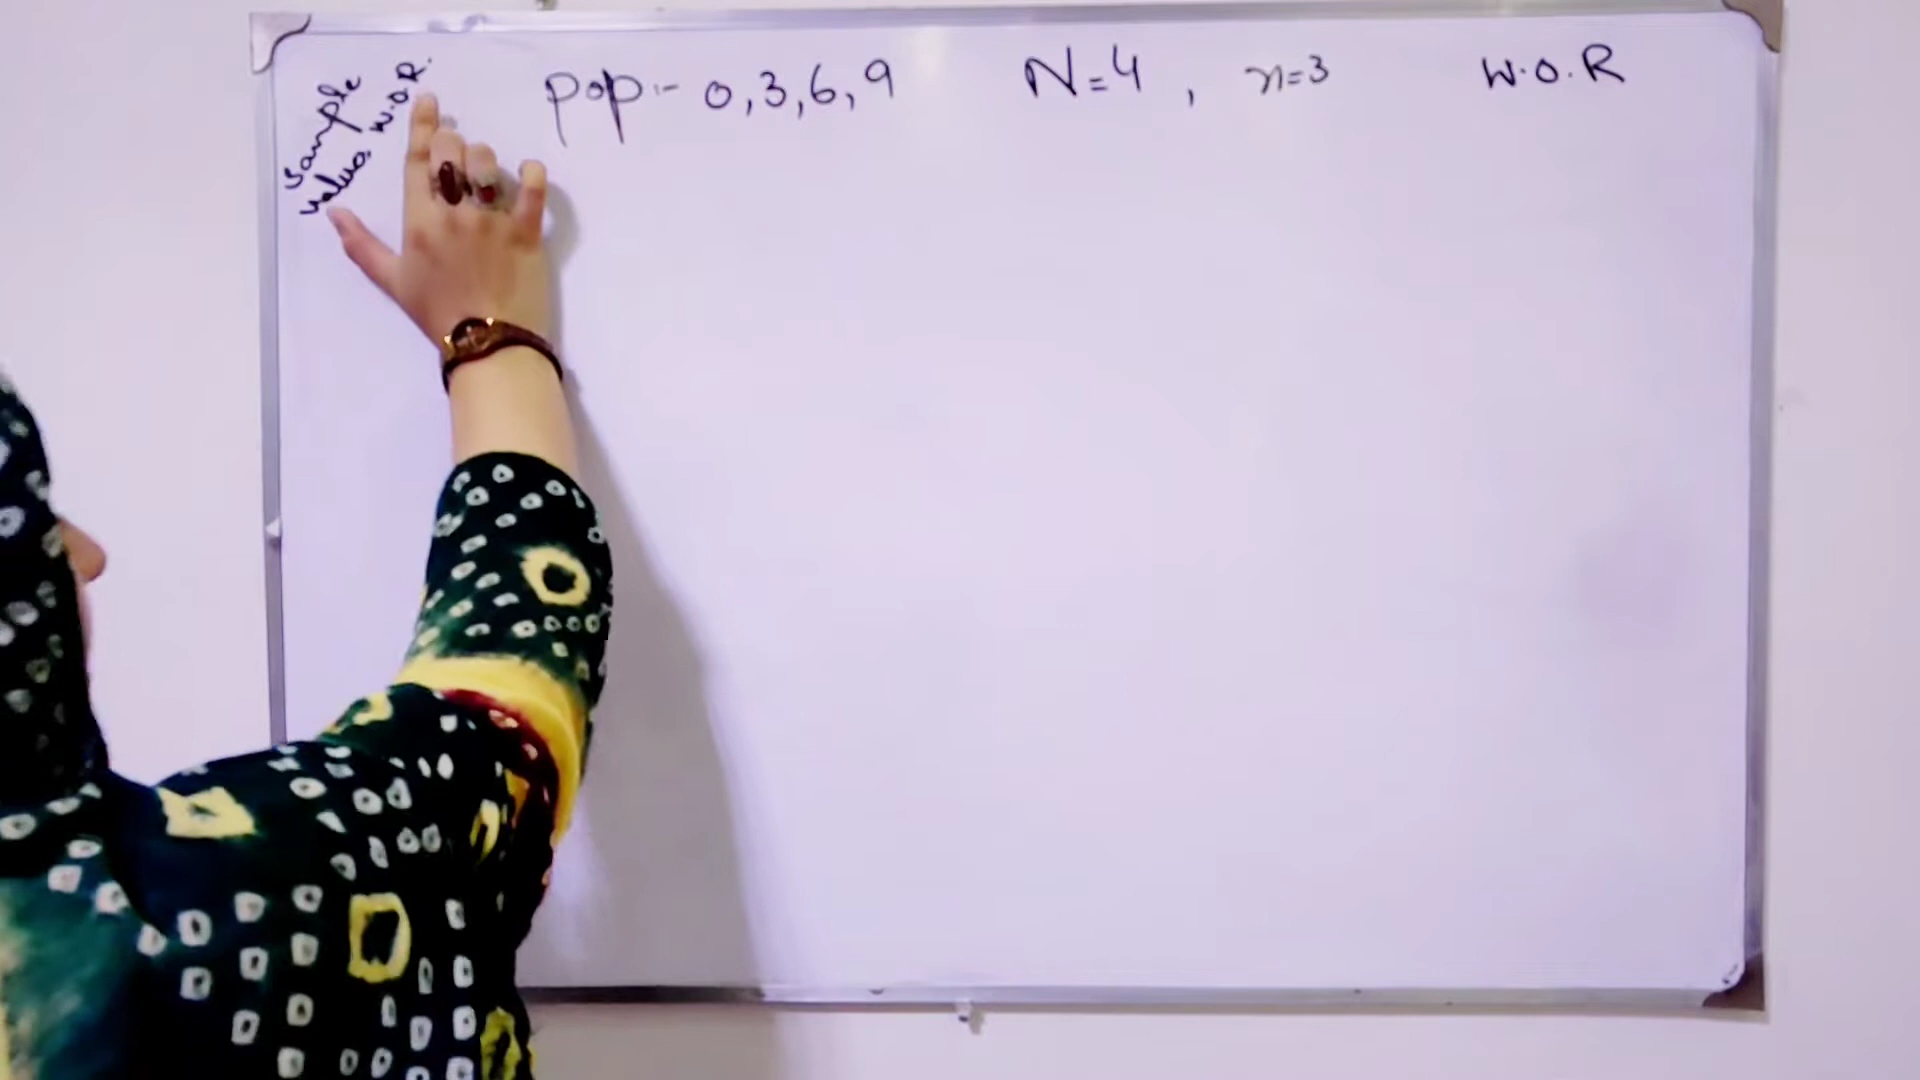 Sample
value W.O.R.
pop:- 0,3,6,9 N=4 , n=3 W.O.R